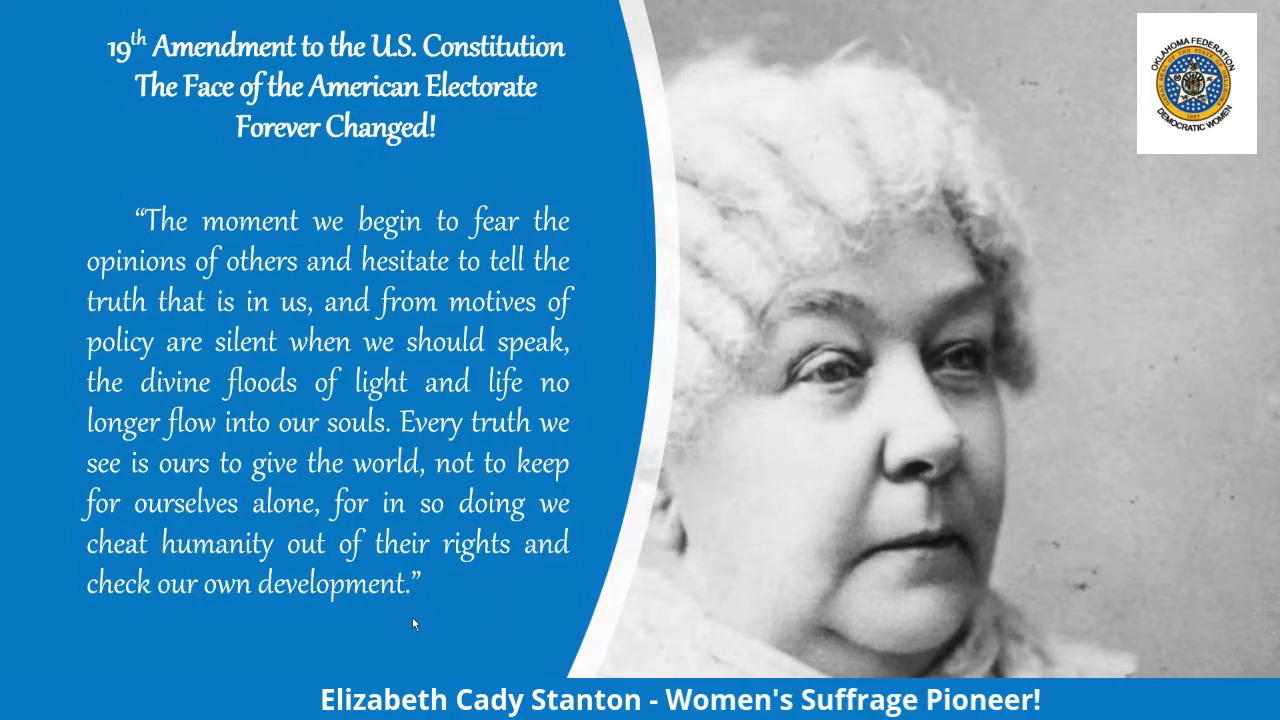 19th Amendment to the U.S. Constitution
The Face of the American Electorate
Forever Changed!
“The moment we begin to fear the
opinions of others and hesitate to tell the
truth that is in us, and from motives of
policy are silent when we should speak,
the divine floods of light and life no
longer flow into our souls. Every truth we
see is ours to give the world, not to keep
for ourselves alone, for in so doing we
cheat humanity out of their rights and
check our own development.”
OKLAHOMA FEDERATION
DEMOCRATIC WOMEN
Elizabeth Cady Stanton - Women's Suffrage Pioneer!